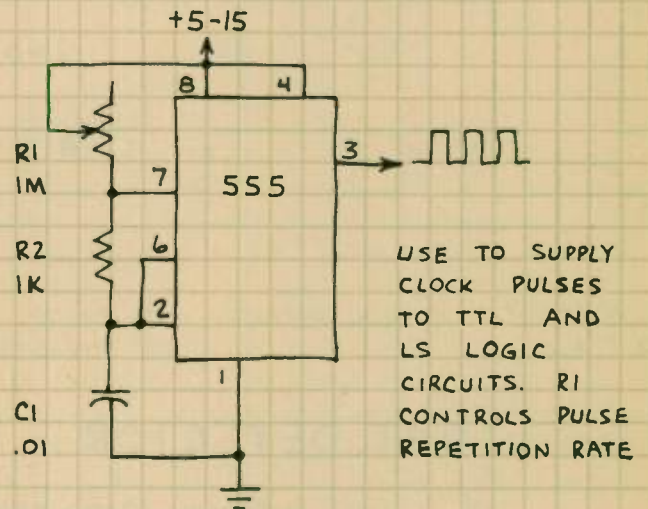 +5-15
8
4
R1
1M
7
555
3
R2
1K
6
2
USE TO SUPPLY
CLOCK PULSES
TO TTL AND
LS LOGIC
CIRCUITS. R1
CONTROLS PULSE
REPETITION RATE
1
C1
.01